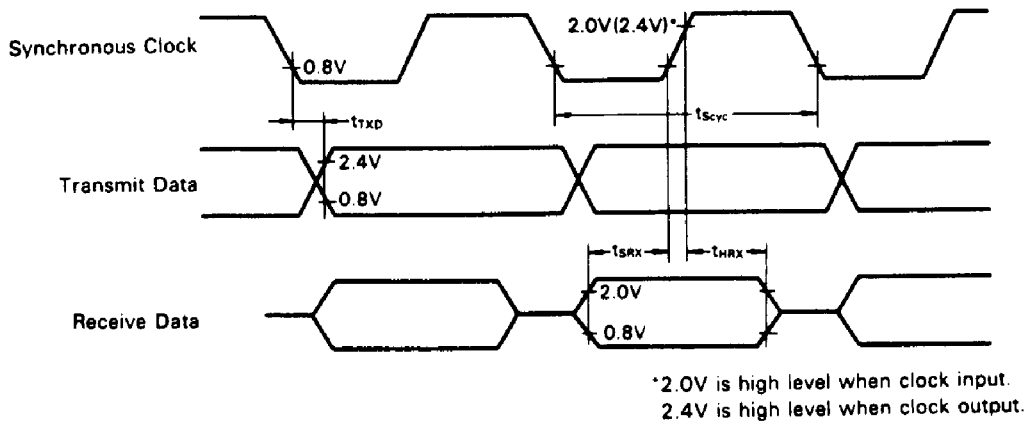 Synchronous Clock
2.0V(2.4V)*
0.8V
tTXD
tScyc
Transmit Data
2.4V
0.8V
tSRX
tHRX
Receive Data
2.0V
0.8V
*2.0V is high level when clock input.
2.4V is high level when clock output.